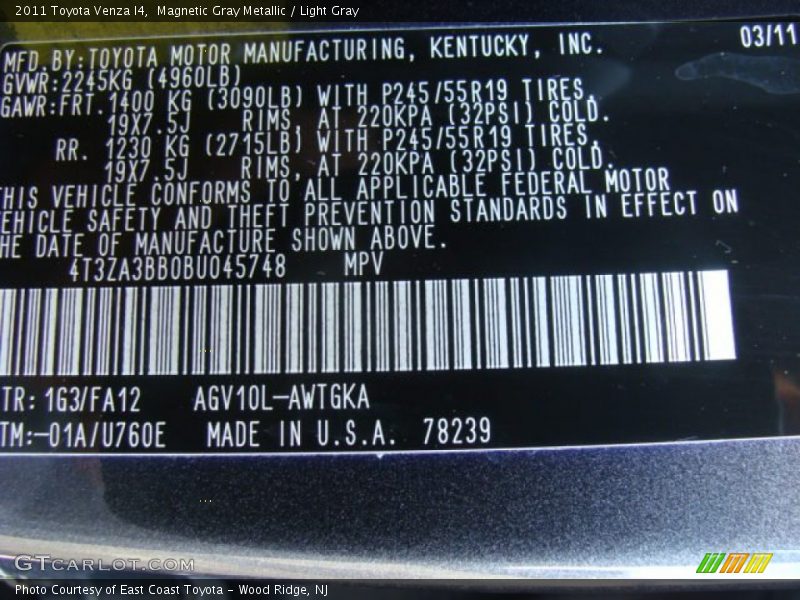 2011 Toyota Venza I4,  Magnetic Gray Metallic / Light Gray
03/11
MFD. BY:TOYOTA MOTOR MANUFACTURING, KENTUCKY, INC.
GVWR:2245KG (4960LB)
GAWR:FRT. 1400 KG (3090LB) WITH P245/55R19 TIRES,
19X7.5J RIMS, AT 220KPA (32PSI) COLD.
RR. 1230 KG (2715LB) WITH P245/55R19 TIRES,
19X7.5J RIMS, AT 220KPA (32PSI) COLD.
THIS VEHICLE CONFORMS TO ALL APPLICABLE FEDERAL MOTOR
VEHICLE SAFETY AND THEFT PREVENTION STANDARDS IN EFFECT ON
THE DATE OF MANUFACTURE SHOWN ABOVE.
4T3ZA3BB0BU045748 MPV
TR: 1G3/FA12 AGV10L-AWTGKA
TM:-01A/U760E MADE IN U.S.A. 78239
GTCARLOT.COM
Photo Courtesy of East Coast Toyota - Wood Ridge, NJ